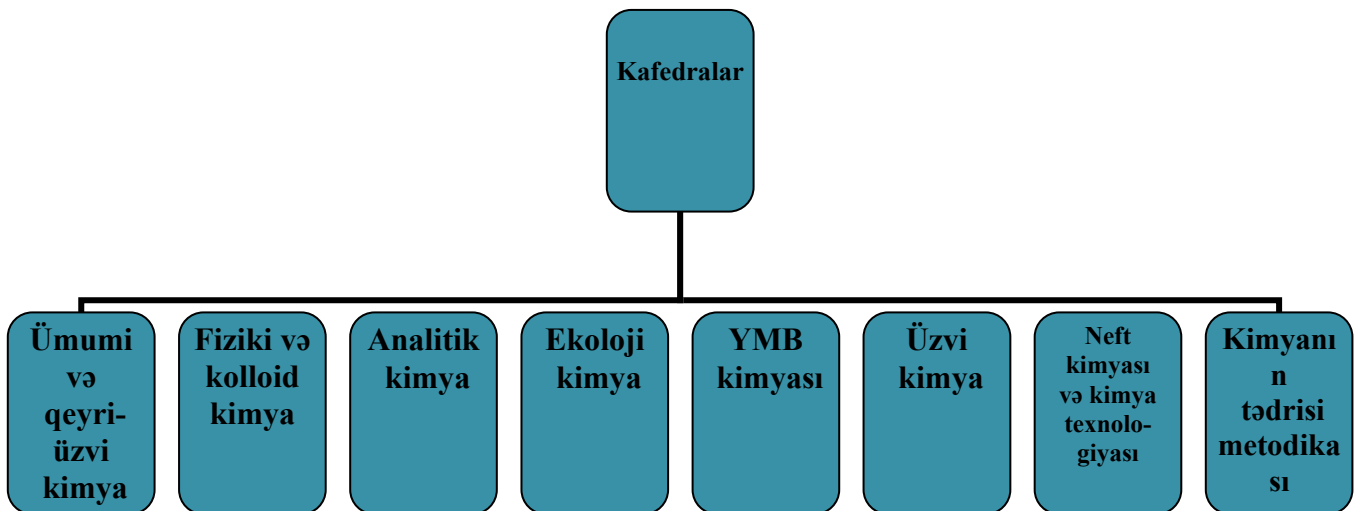 Kafedralar
Ümumi
və
qeyri-
üzvi
kimya
Fiziki və
kolloid
kimya
Analitik
kimya
Ekoloji
kimya
YMB
kimyası
Üzvi
kimya
Neft
kimyası
və kimya
texnolo-
giyası
Kimyanı
n
tədrisi
metodika
sı